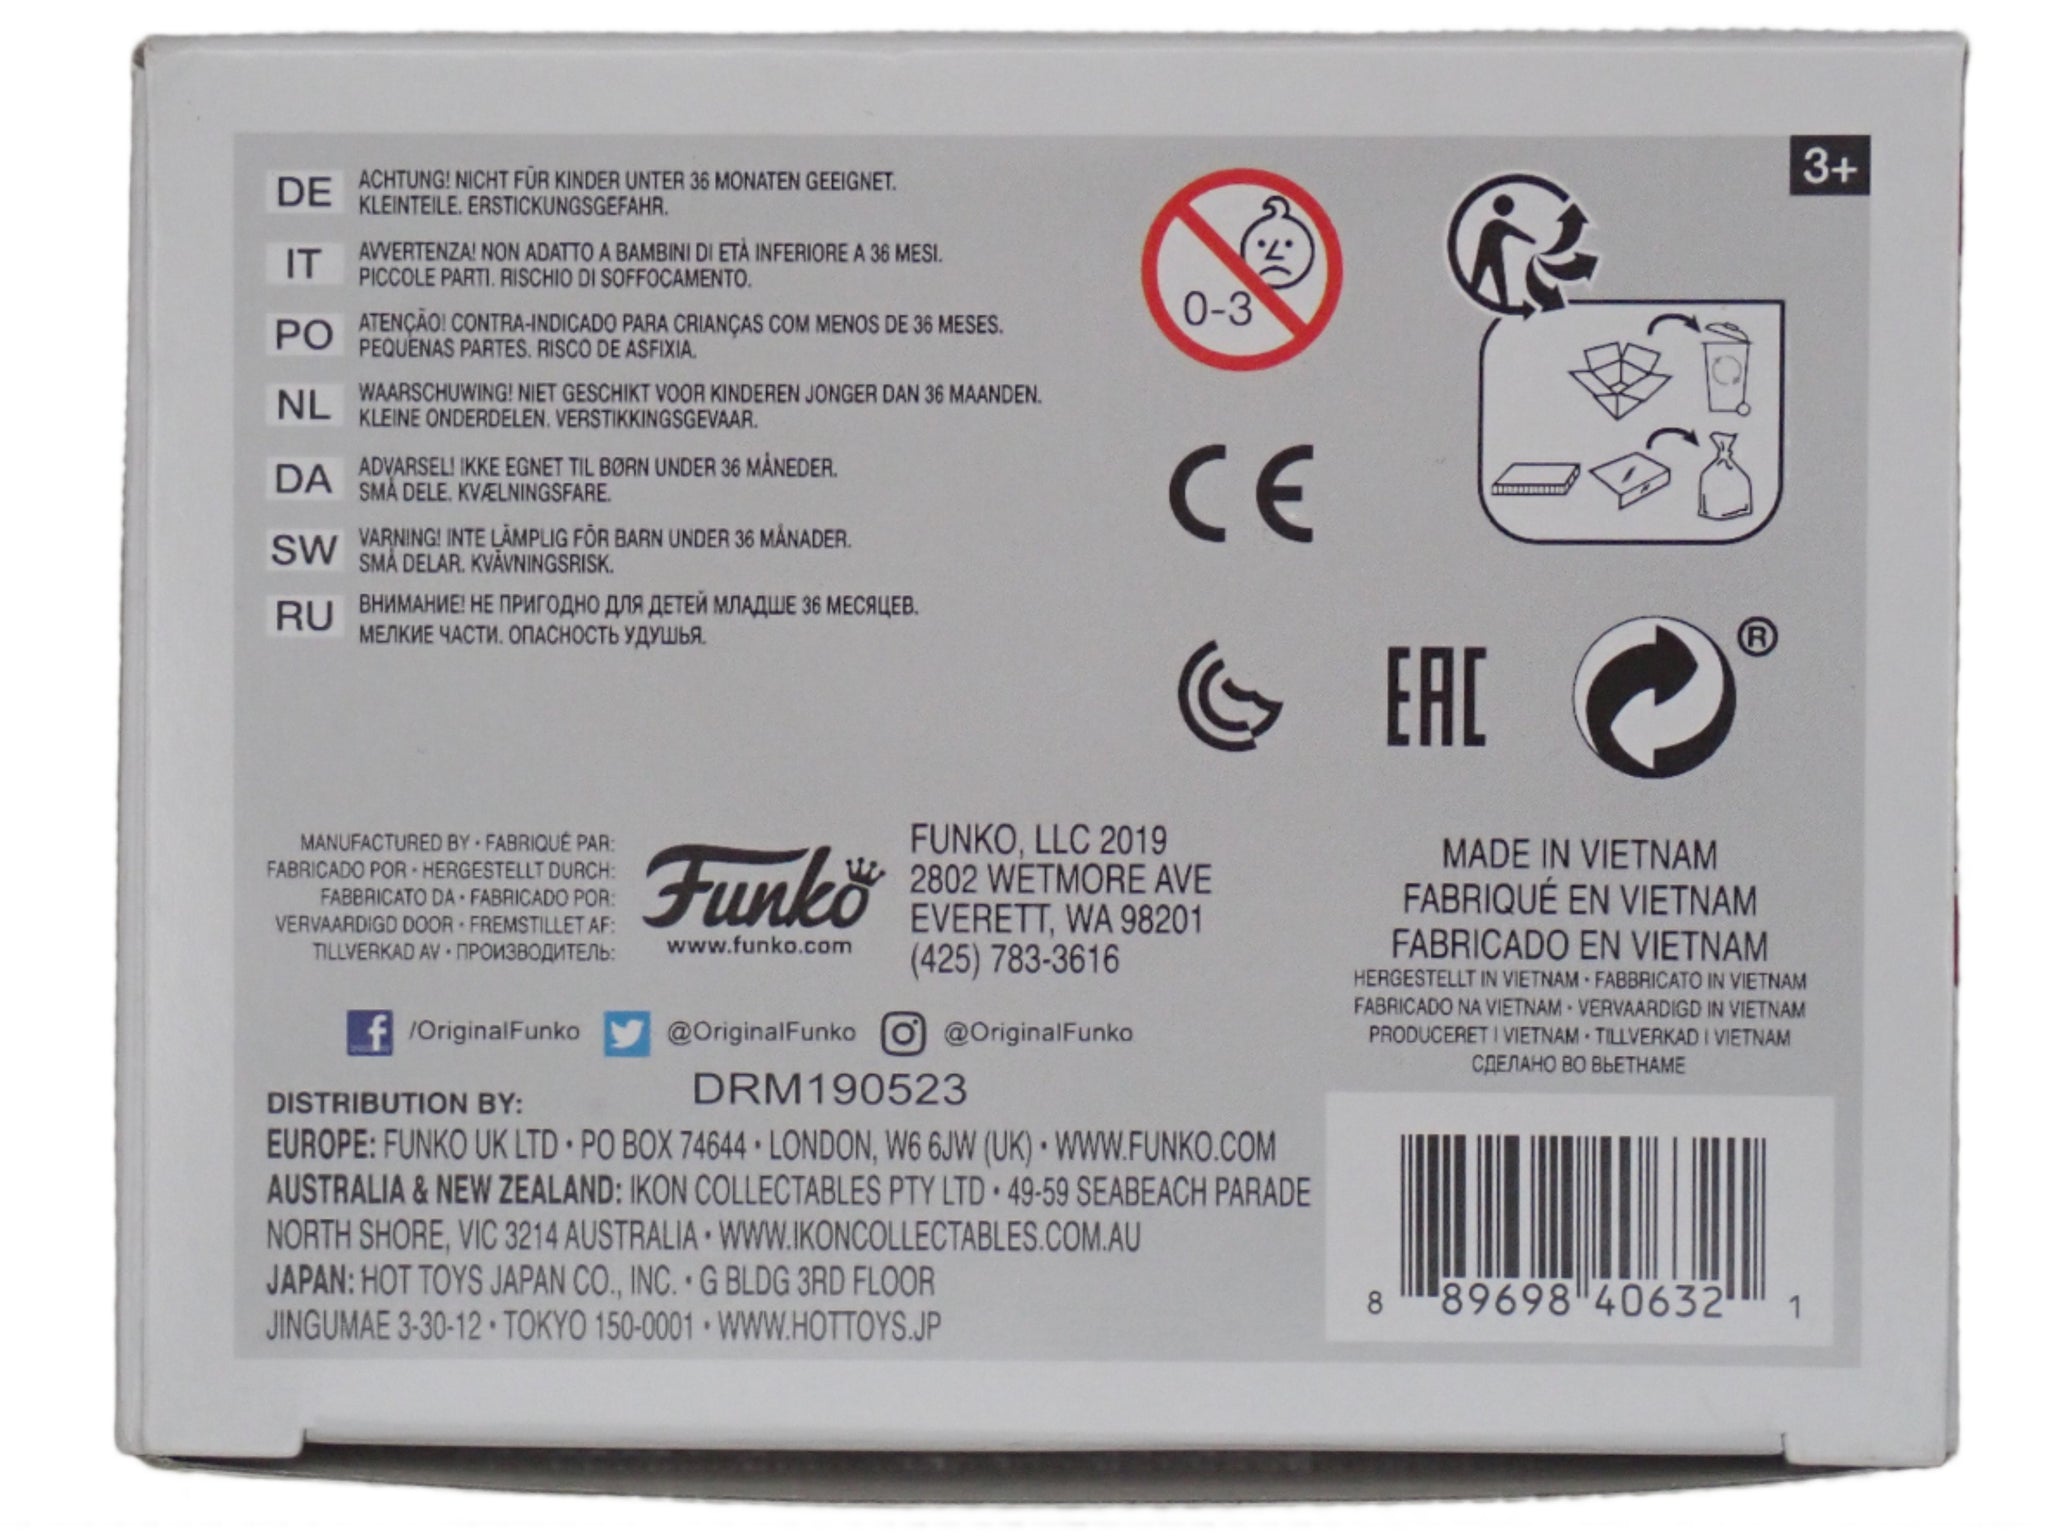 3+
DE ACHTUNG! NICHT FÜR KINDER UNTER 36 MONATEN GEEIGNET.
KLEINTEILE. ERSTICKUNGSGEFAHR.
IT AVVERTENZA! NON ADATTO A BAMBINI DI ETÀ INFERIORE A 36 MESI.
PICCOLE PARTI. RISCHIO DI SOFFOCAMENTO.
PO ATENÇÃO! CONTRA-INDICADO PARA CRIANÇAS COM MENOS DE 36 MESES.
PEQUENAS PARTES. RISCO DE ASFIXIA.
NL WAARSCHUWING! NIET GESCHIKT VOOR KINDEREN JONGER DAN 36 MAANDEN.
KLEINE ONDERDELEN. VERSTIKKINGSGEVAAR.
DA ADVARSEL! IKKE EGNET TIL BØRN UNDER 36 MÅNEDER.
SMÅ DELE. KVÆLNINGSFARE.
SW VARNING! INTE LÄMPLIG FÖR BARN UNDER 36 MÅNADER.
SMÅ DELAR. KVÄVNINGSRISK.
RU ВНИМАНИЕ! НЕ ПРИГОДНО ДЛЯ ДЕТЕЙ МЛАДШЕ 36 МЕСЯЦЕВ.
МЕЛКИЕ ЧАСТИ. ОПАСНОСТЬ УДУШЬЯ.
0-3
CE
EAC
®
MANUFACTURED BY • FABRIQUÉ PAR:
FABRICADO POR • HERGESTELLT DURCH:
FABBRICATO DA • FABRICADO POR:
VERVAARDIGD DOOR • FREMSTILLET AF:
TILLVERKAD AV • ПРОИЗВОДИТЕЛЬ:
Funko
www.funko.com
FUNKO, LLC 2019
2802 WETMORE AVE
EVERETT, WA 98201
(425) 783-3616
MADE IN VIETNAM
FABRIQUÉ EN VIETNAM
FABRICADO EN VIETNAM
HERGESTELLT IN VIETNAM • FABBRICATO IN VIETNAM
FABRICADO NA VIETNAM • VERVAARDIGD IN VIETNAM
PRODUCERET I VIETNAM • TILLVERKAD I VIETNAM
СДЕЛАНО ВО ВЬЕТНАМЕ
f /OriginalFunko @OriginalFunko @OriginalFunko
DRM190523
DISTRIBUTION BY:
EUROPE: FUNKO UK LTD • PO BOX 74644 • LONDON, W6 6JW (UK) • WWW.FUNKO.COM
AUSTRALIA & NEW ZEALAND: IKON COLLECTABLES PTY LTD • 49-59 SEABEACH PARADE
NORTH SHORE, VIC 3214 AUSTRALIA • WWW.IKONCOLLECTABLES.COM.AU
JAPAN: HOT TOYS JAPAN CO., INC. • G BLDG 3RD FLOOR
JINGUMAE 3-30-12 • TOKYO 150-0001 • WWW.HOTTOYS.JP
8 89698 40632 1